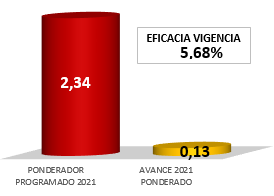 EFICACIA VIGENCIA
5,68%
2,34
0,13
PONDERADOR
PROGRAMADO 2021
AVANCE 2021
PONDERADO